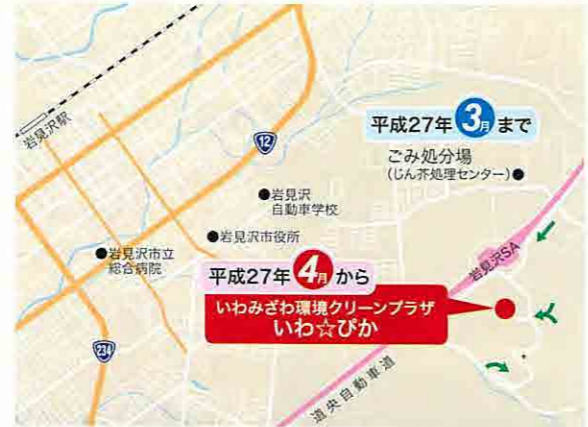 岩見沢駅
12
平成27年3月まで
ごみ処分場
(じん芥処理センター)●
●岩見沢
自動車学校
●岩見沢市役所
●岩見沢市立
総合病院
岩見沢SA
平成27年4月から
いわみざわ環境クリーンプラザ
いわ☆ぴか
234
道央自動車道